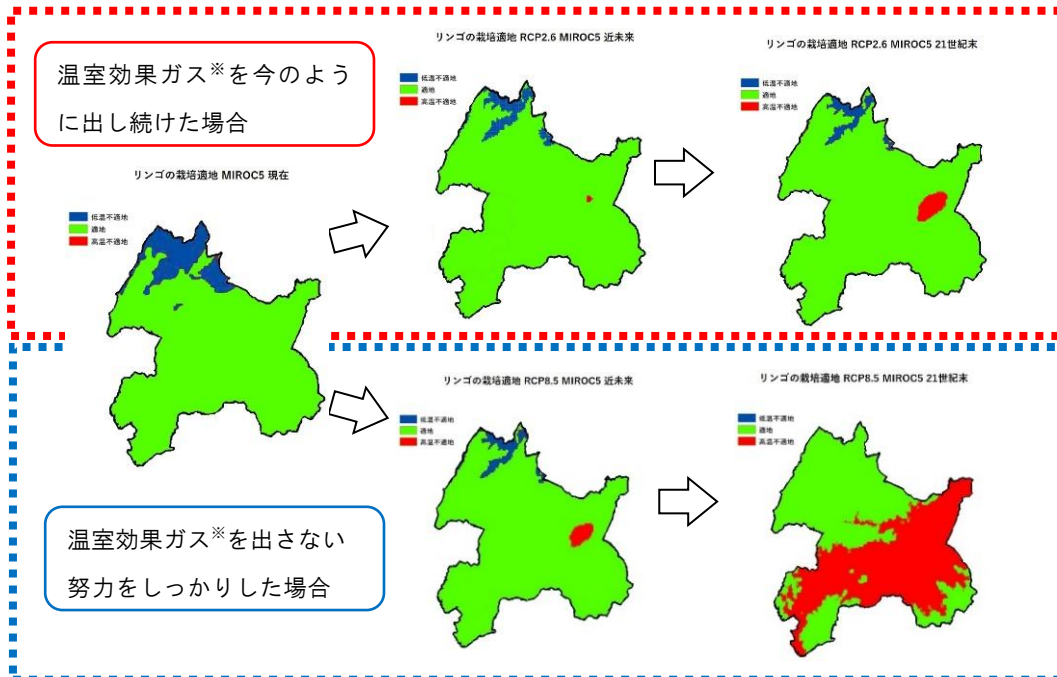 リンゴの栽培適地 RCP2.6 MIROC5 近未来
リンゴの栽培適地 RCP2.6 MIROC5 21世紀末
温室効果ガス※を今のよう
に出し続けた場合
低温不適地
適地
高温不適地
低温不適地
適地
高温不適地
リンゴの栽培適地 MIROC5 現在
低温不適地
適地
高温不適地
リンゴの栽培適地 RCP8.5 MIROC5 近未来
リンゴの栽培適地 RCP8.5 MIROC5 21世紀末
低温不適地
適地
高温不適地
低温不適地
適地
高温不適地
温室効果ガス※を出さない
努力をしっかりした場合